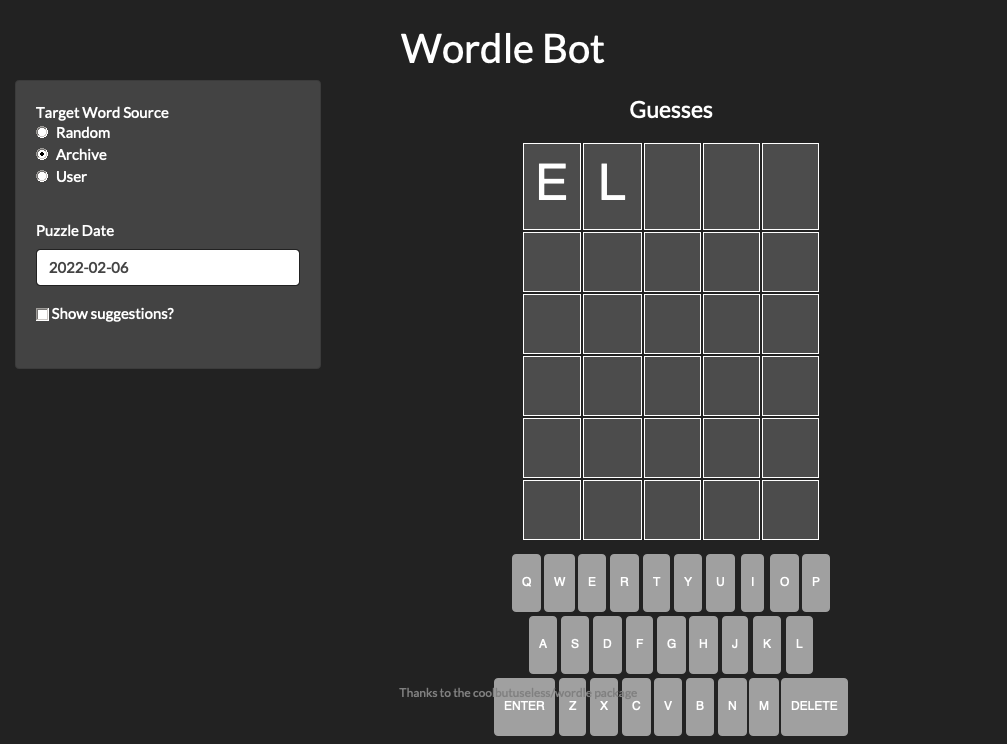 Wordle Bot
Target Word Source
Random
Archive
User
Puzzle Date
2022-02-06
Show suggestions?
Guesses
E L
Q W E R T Y U I O P
A S D F G H J K L
Thanks to the coolbutuseless/wordle package
ENTER Z X C V B N M DELETE